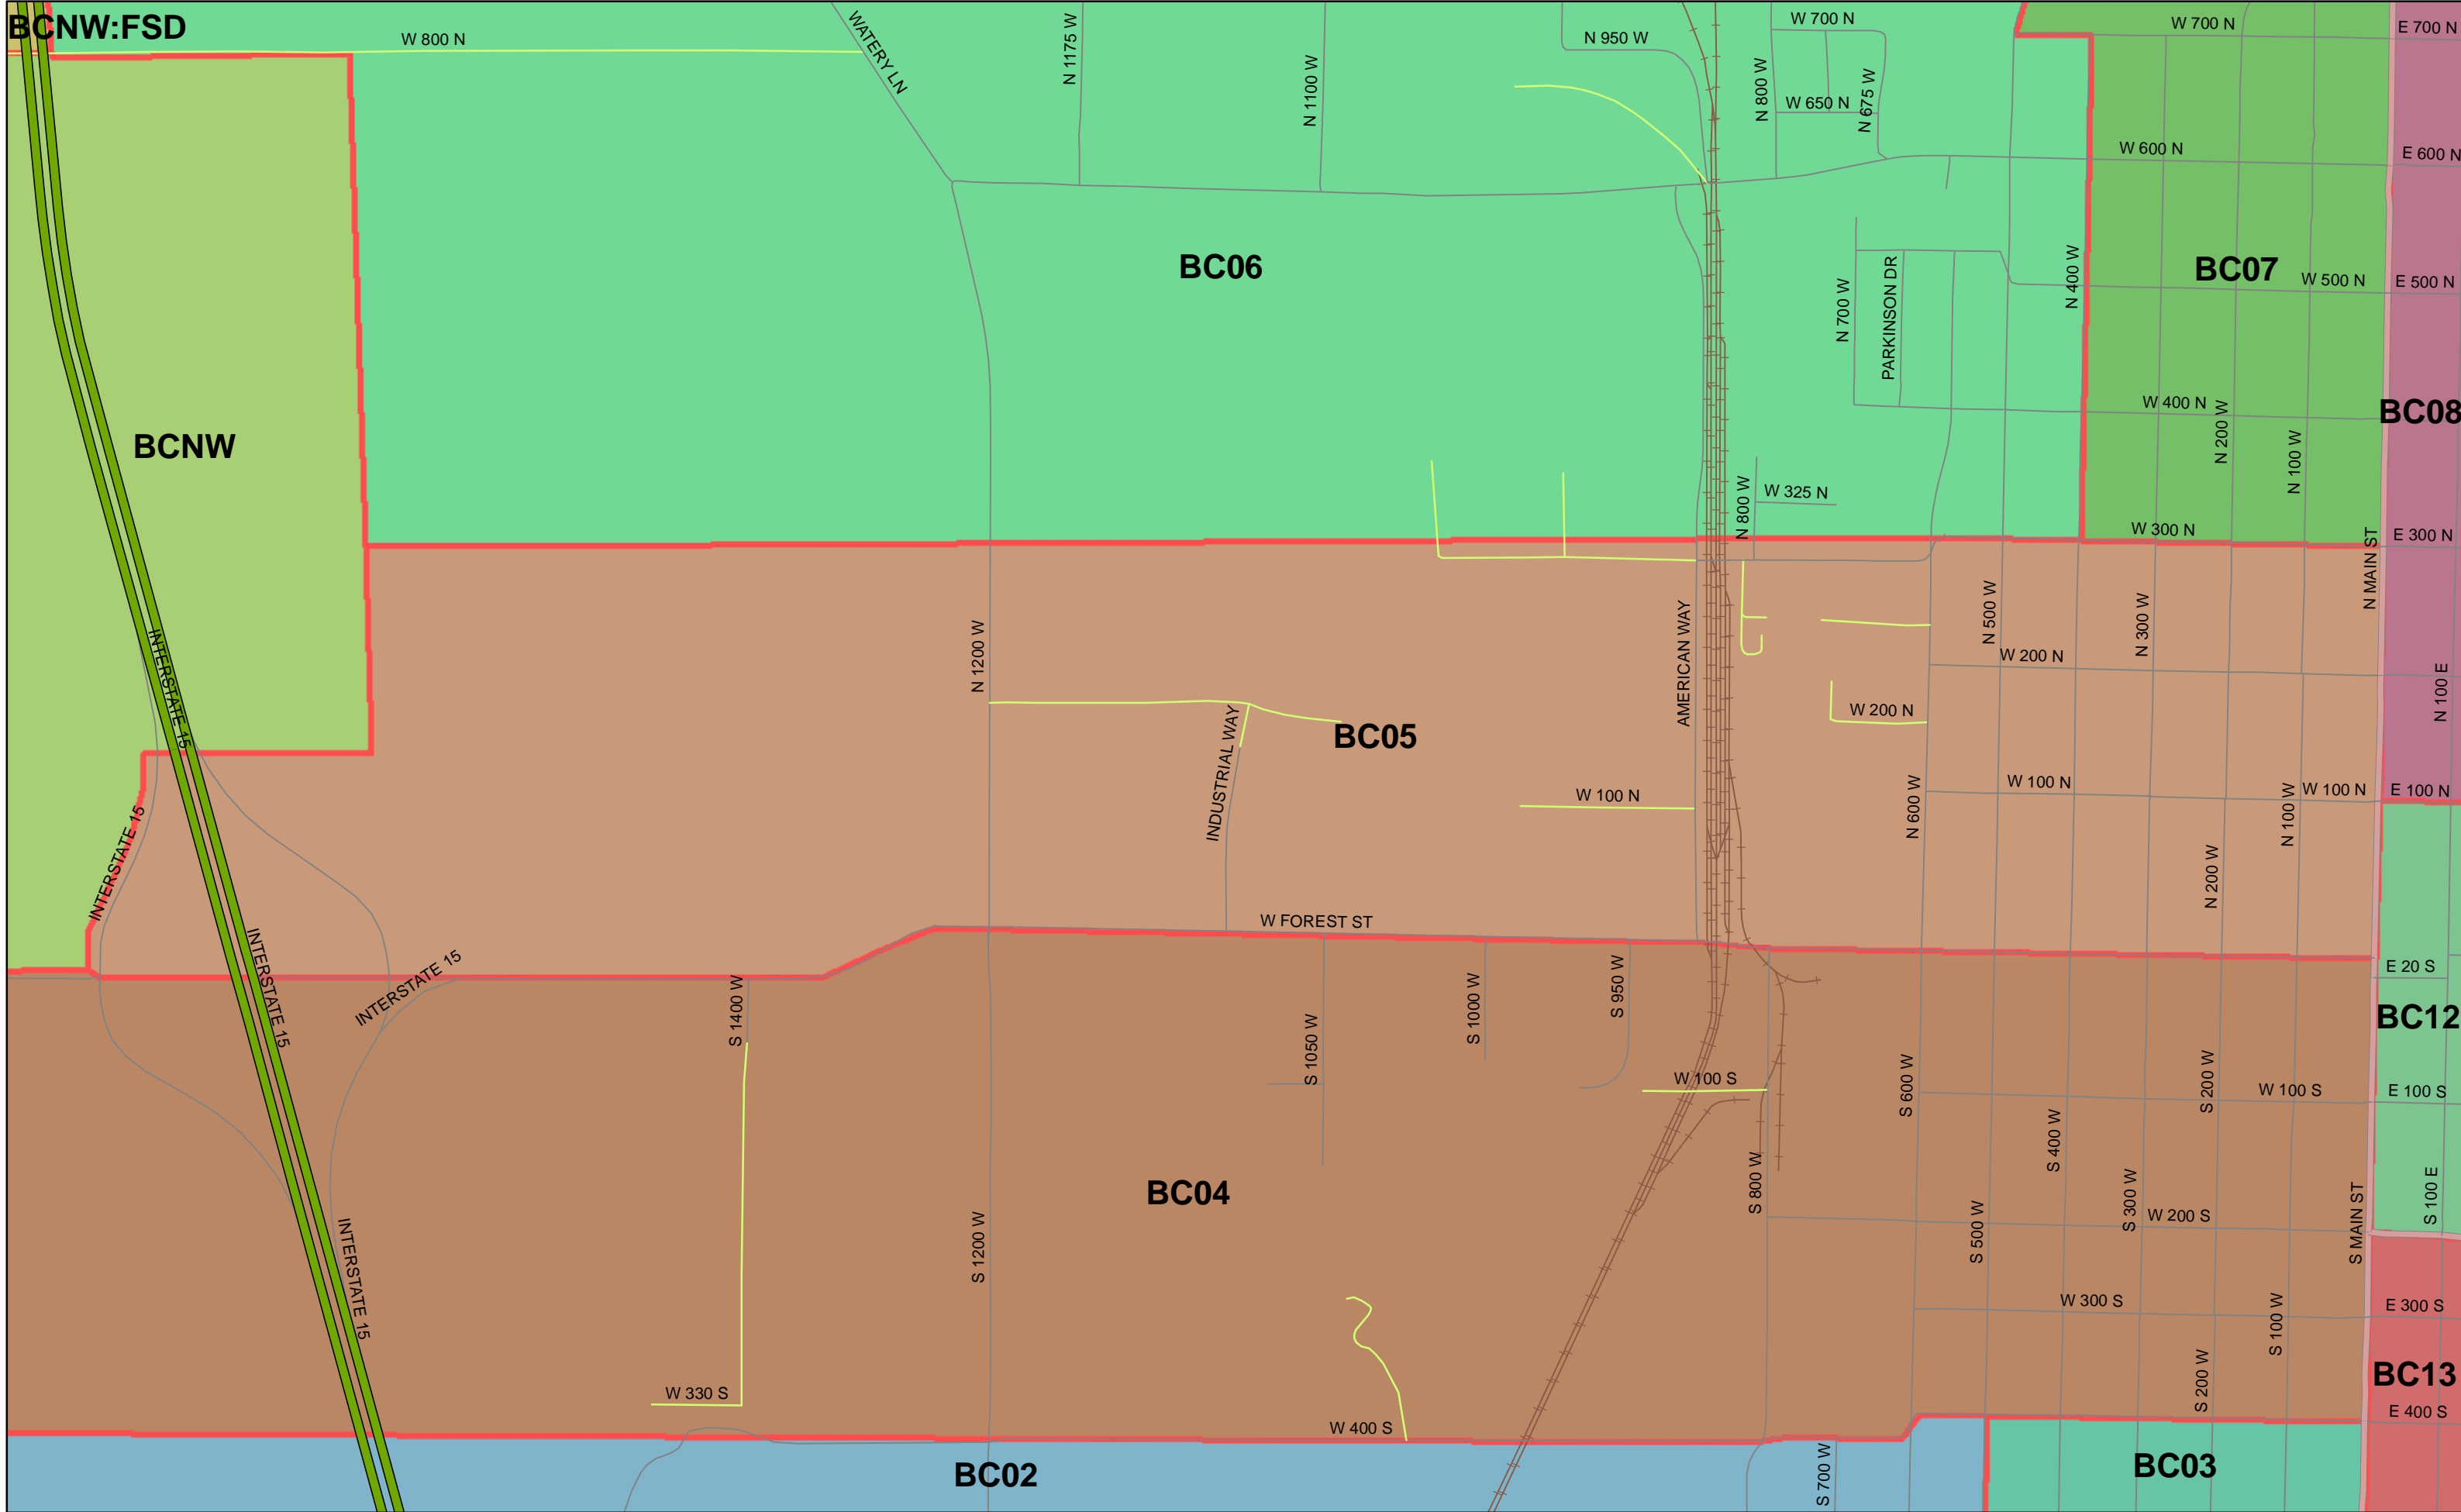 BCNW:FSD
W 800 N
WATERY LN
N 1175 W
N 1100 W
N 950 W
W 700 N
N 800 W
W 650 N
N 675 W
W 700 N
E 700 N
W 600 N
E 600 N
BC06
N 700 W
PARKINSON DR
N 400 W
BC07
W 500 N
E 500 N
BCNW
W 400 N
N 200 W
N 100 W
BC08
N 800 W
W 325 N
W 300 N
N MAIN ST
E 300 N
INTERSTATE 15
N 1200 W
AMERICAN WAY
N 500 W
N 300 W
W 200 N
N 100 E
INDUSTRIAL WAY
BC05
W 200 N
W 100 N
N 600 W
W 100 N
N 200 W
N 100 W
W 100 N
E 100 N
INTERSTATE 15
W FOREST ST
INTERSTATE 15
INTERSTATE 15
S 1400 W
S 1050 W
S 1000 W
S 950 W
E 20 S
BC12
W 100 S
S 600 W
S 400 W
S 200 W
W 100 S
E 100 S
BC04
S 800 W
S 500 W
S 300 W
W 200 S
S MAIN ST
S 100 E
INTERSTATE 15
S 1200 W
W 300 S
S 100 W
E 300 S
W 330 S
S 200 W
BC13
W 400 S
E 400 S
BC02
S 700 W
BC03